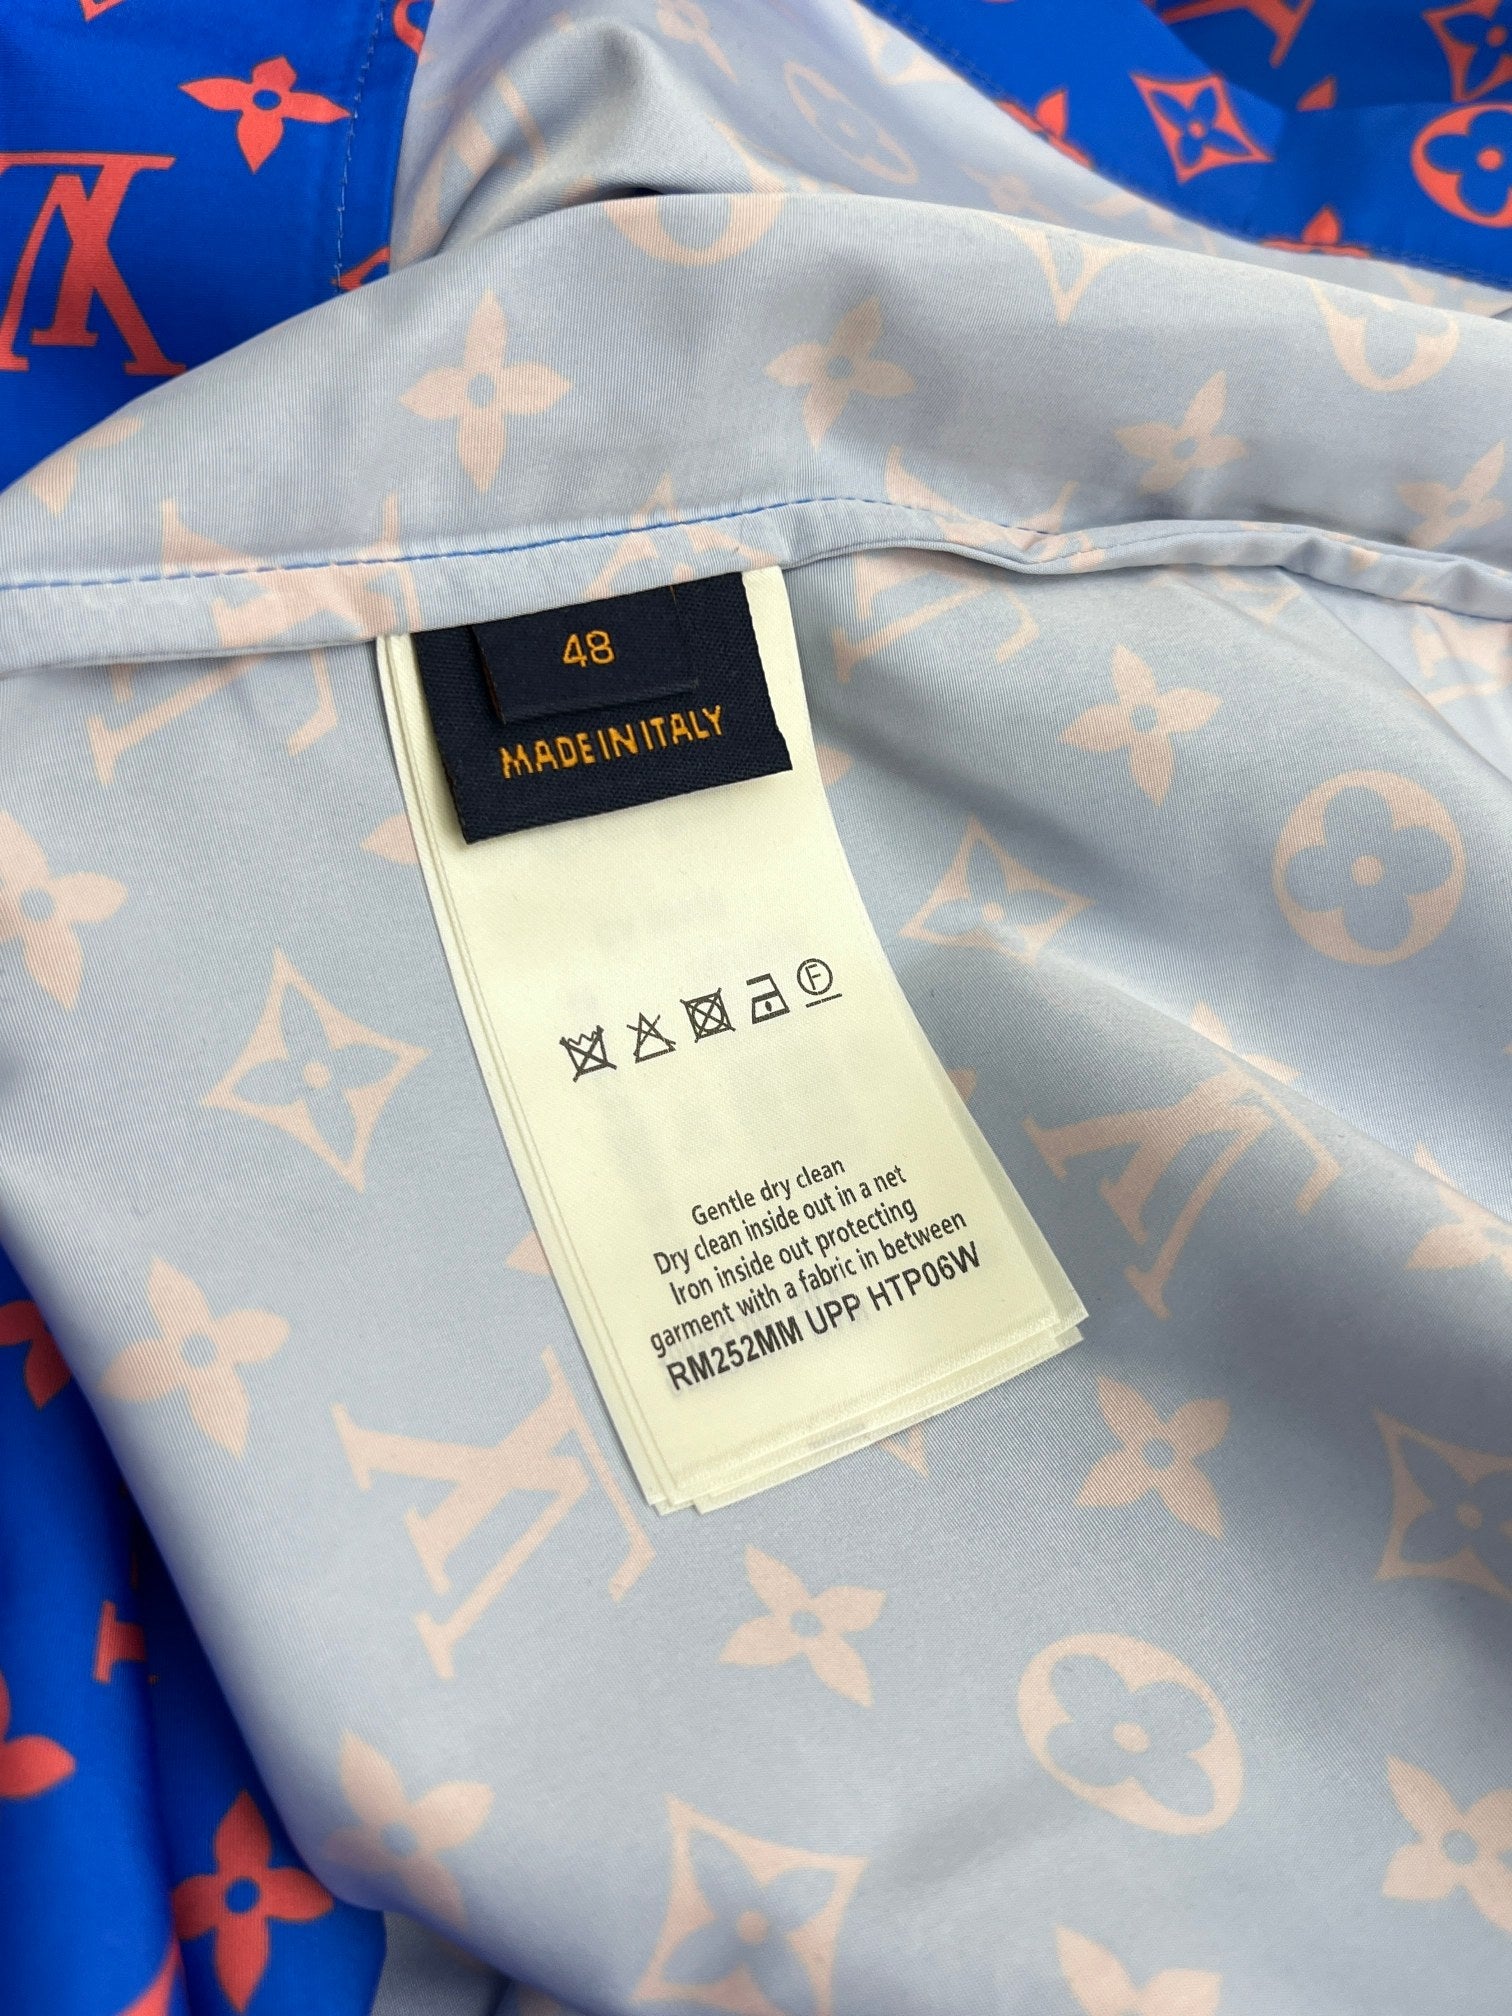 48
MADE IN ITALY
F
Gentle dry clean
Dry clean inside out in a net
Iron inside out protecting
garment with a fabric in between
RM252MM UPP HTP06W